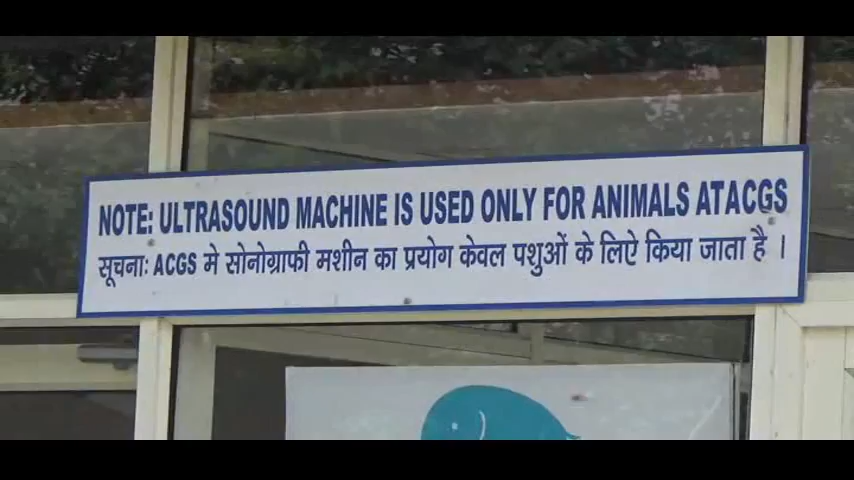 NOTE: ULTRASOUND MACHINE IS USED ONLY FOR ANIMALS ATACGS
सूचना: ACGS मे सोनोग्राफी मशीन का प्रयोग केवल पशुओं के लिऐ किया जाता है ।